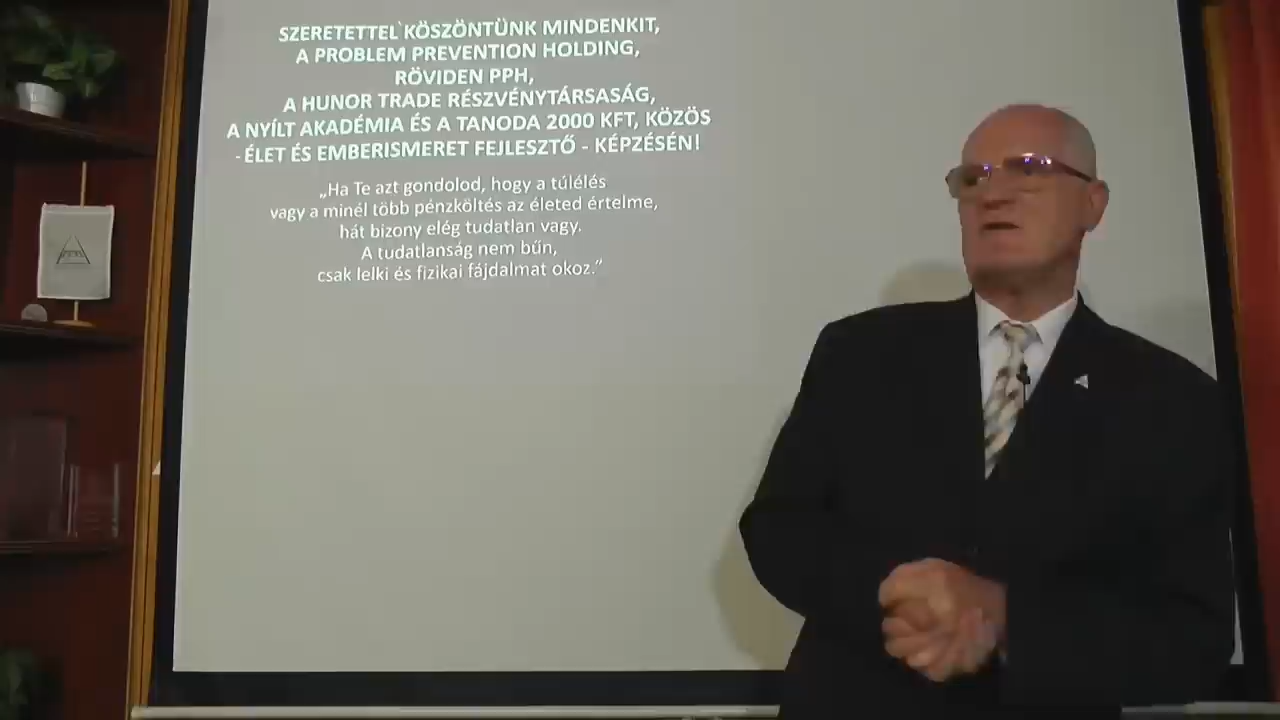 SZERETETTEL KÖSZÖNTÜNK MINDENKIT,
A PROBLEM PREVENTION HOLDING,
RÖVIDEN PPH,
A HUNOR TRADE RÉSZVÉNYTÁRSASÁG,
A NYÍLT AKADÉMIA ÉS A TANODA 2000 KFT, KÖZÖS
- ÉLET ÉS EMBERISMERET FEJLESZTŐ - KÉPZÉSÉN!
„Ha Te azt gondolod, hogy a túlélés
vagy a minél több pénzköltés az életed értelme,
hát bizony elég tudatlan vagy.
A tudatlanság nem bűn,
csak lelki és fizikai fájdalmat okoz.”